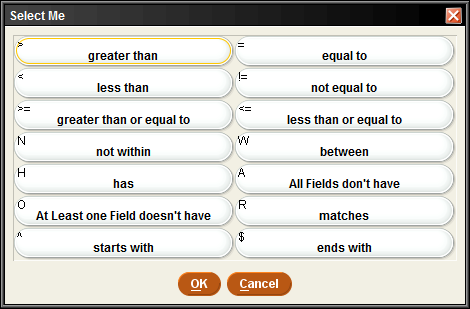 Select Me
>
greater than
=
equal to
<
less than
!=
not equal to
>=
greater than or equal to
<=
less than or equal to
N
not within
W
between
H
has
A
All Fields don't have
O
At Least one Field doesn't have
R
matches
^
starts with
$
ends with
OK
Cancel